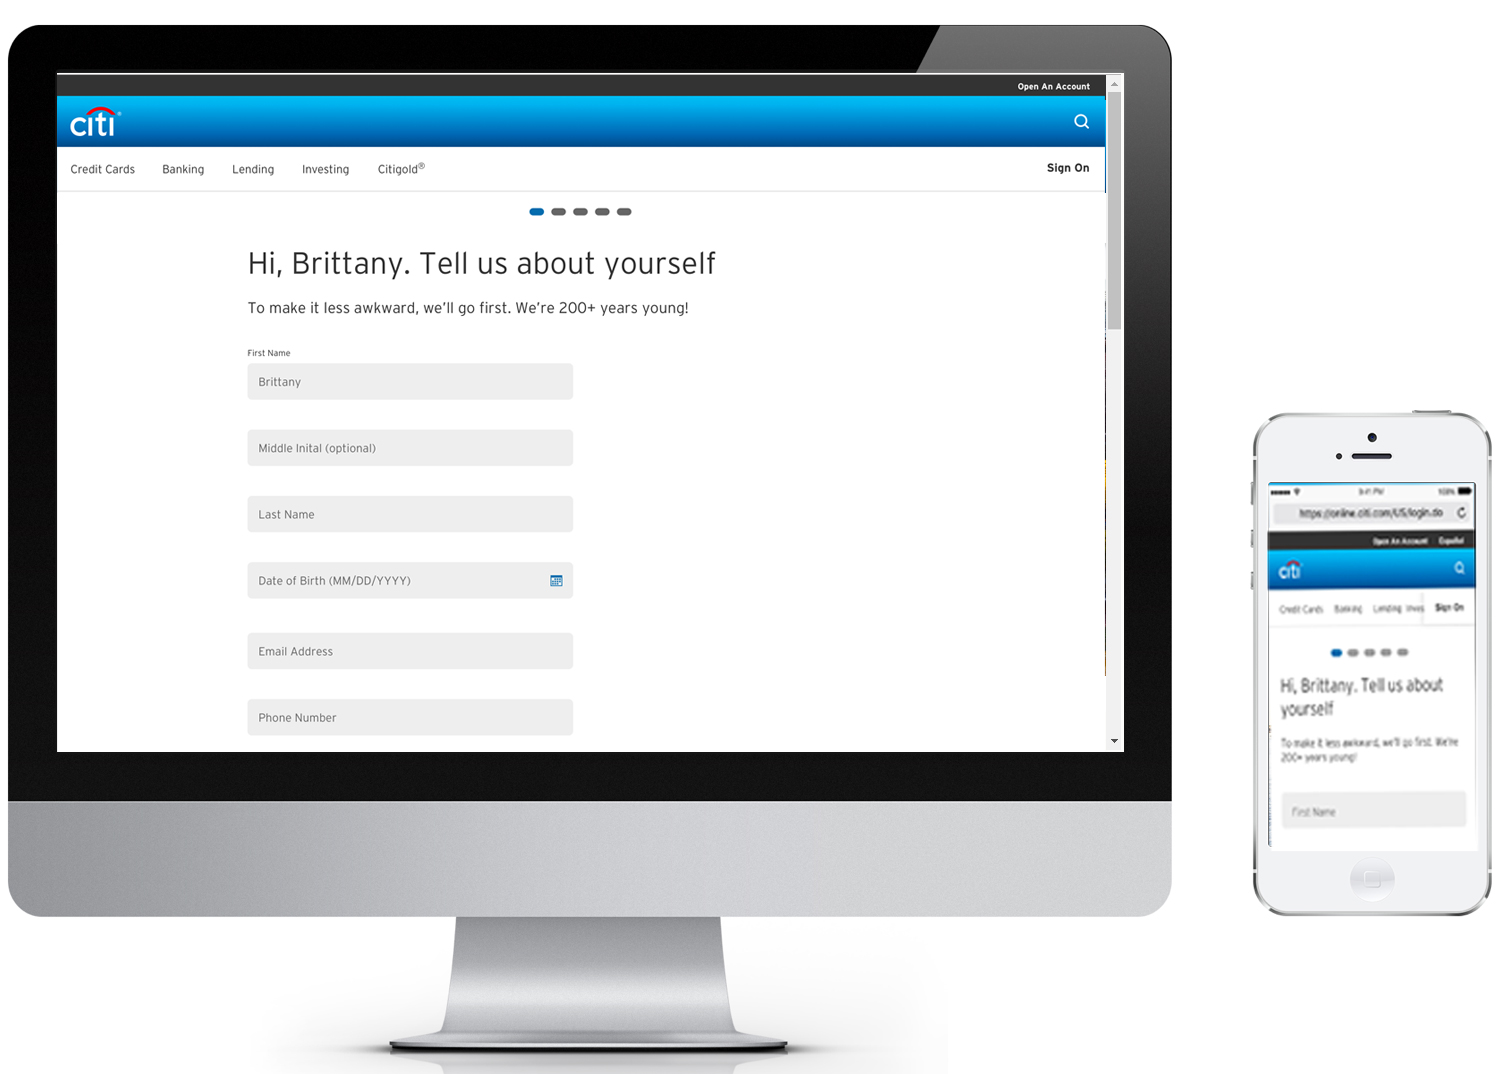 Open An Account
citi®
Credit Cards Banking Lending Investing Citigold® Sign On
Hi, Brittany. Tell us about yourself
To make it less awkward, we'll go first. We're 200+ years young!
First Name
Brittany
Middle Inital (optional)
Last Name
Date of Birth (MM/DD/YYYY)
Email Address
Phone Number
9:41 PM 100%
https://online.citi.com/US/login.do
Open An Account Español
citi
Credit Cards Banking Lending Inves Sign On
Hi, Brittany. Tell us about
yourself
To make it less awkward, we'll go first. We're
200+ years young!
First Name